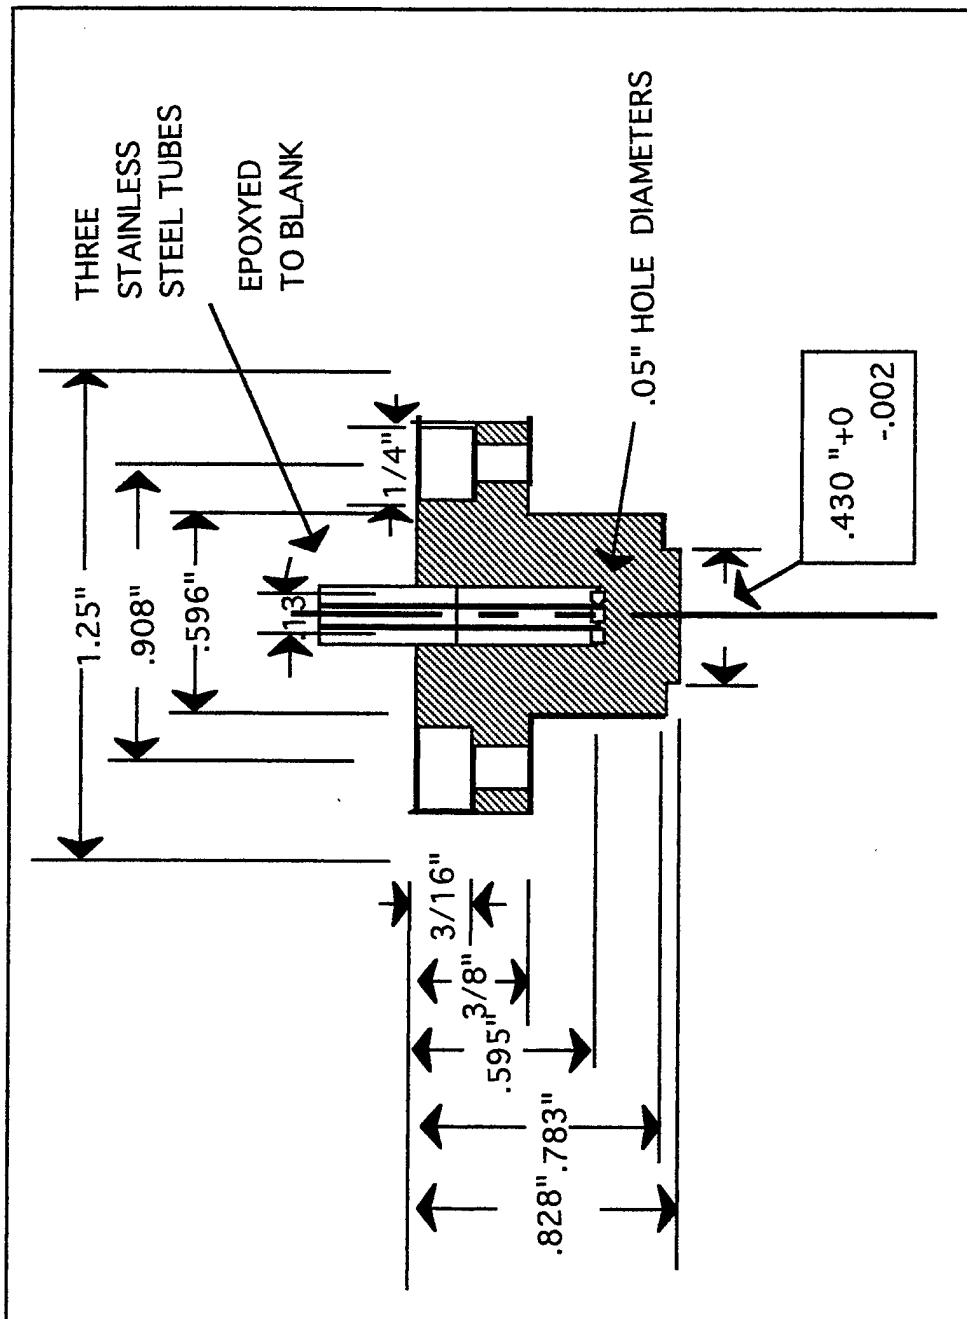 THREE
STAINLESS
STEEL TUBES
EPOXYED
TO BLANK
1.25"
.908"
.596"
.13
1/4"
.05" HOLE DIAMETERS
3/16"
3/8"
.595"
.783"
.828"
.430 "+0
-.002